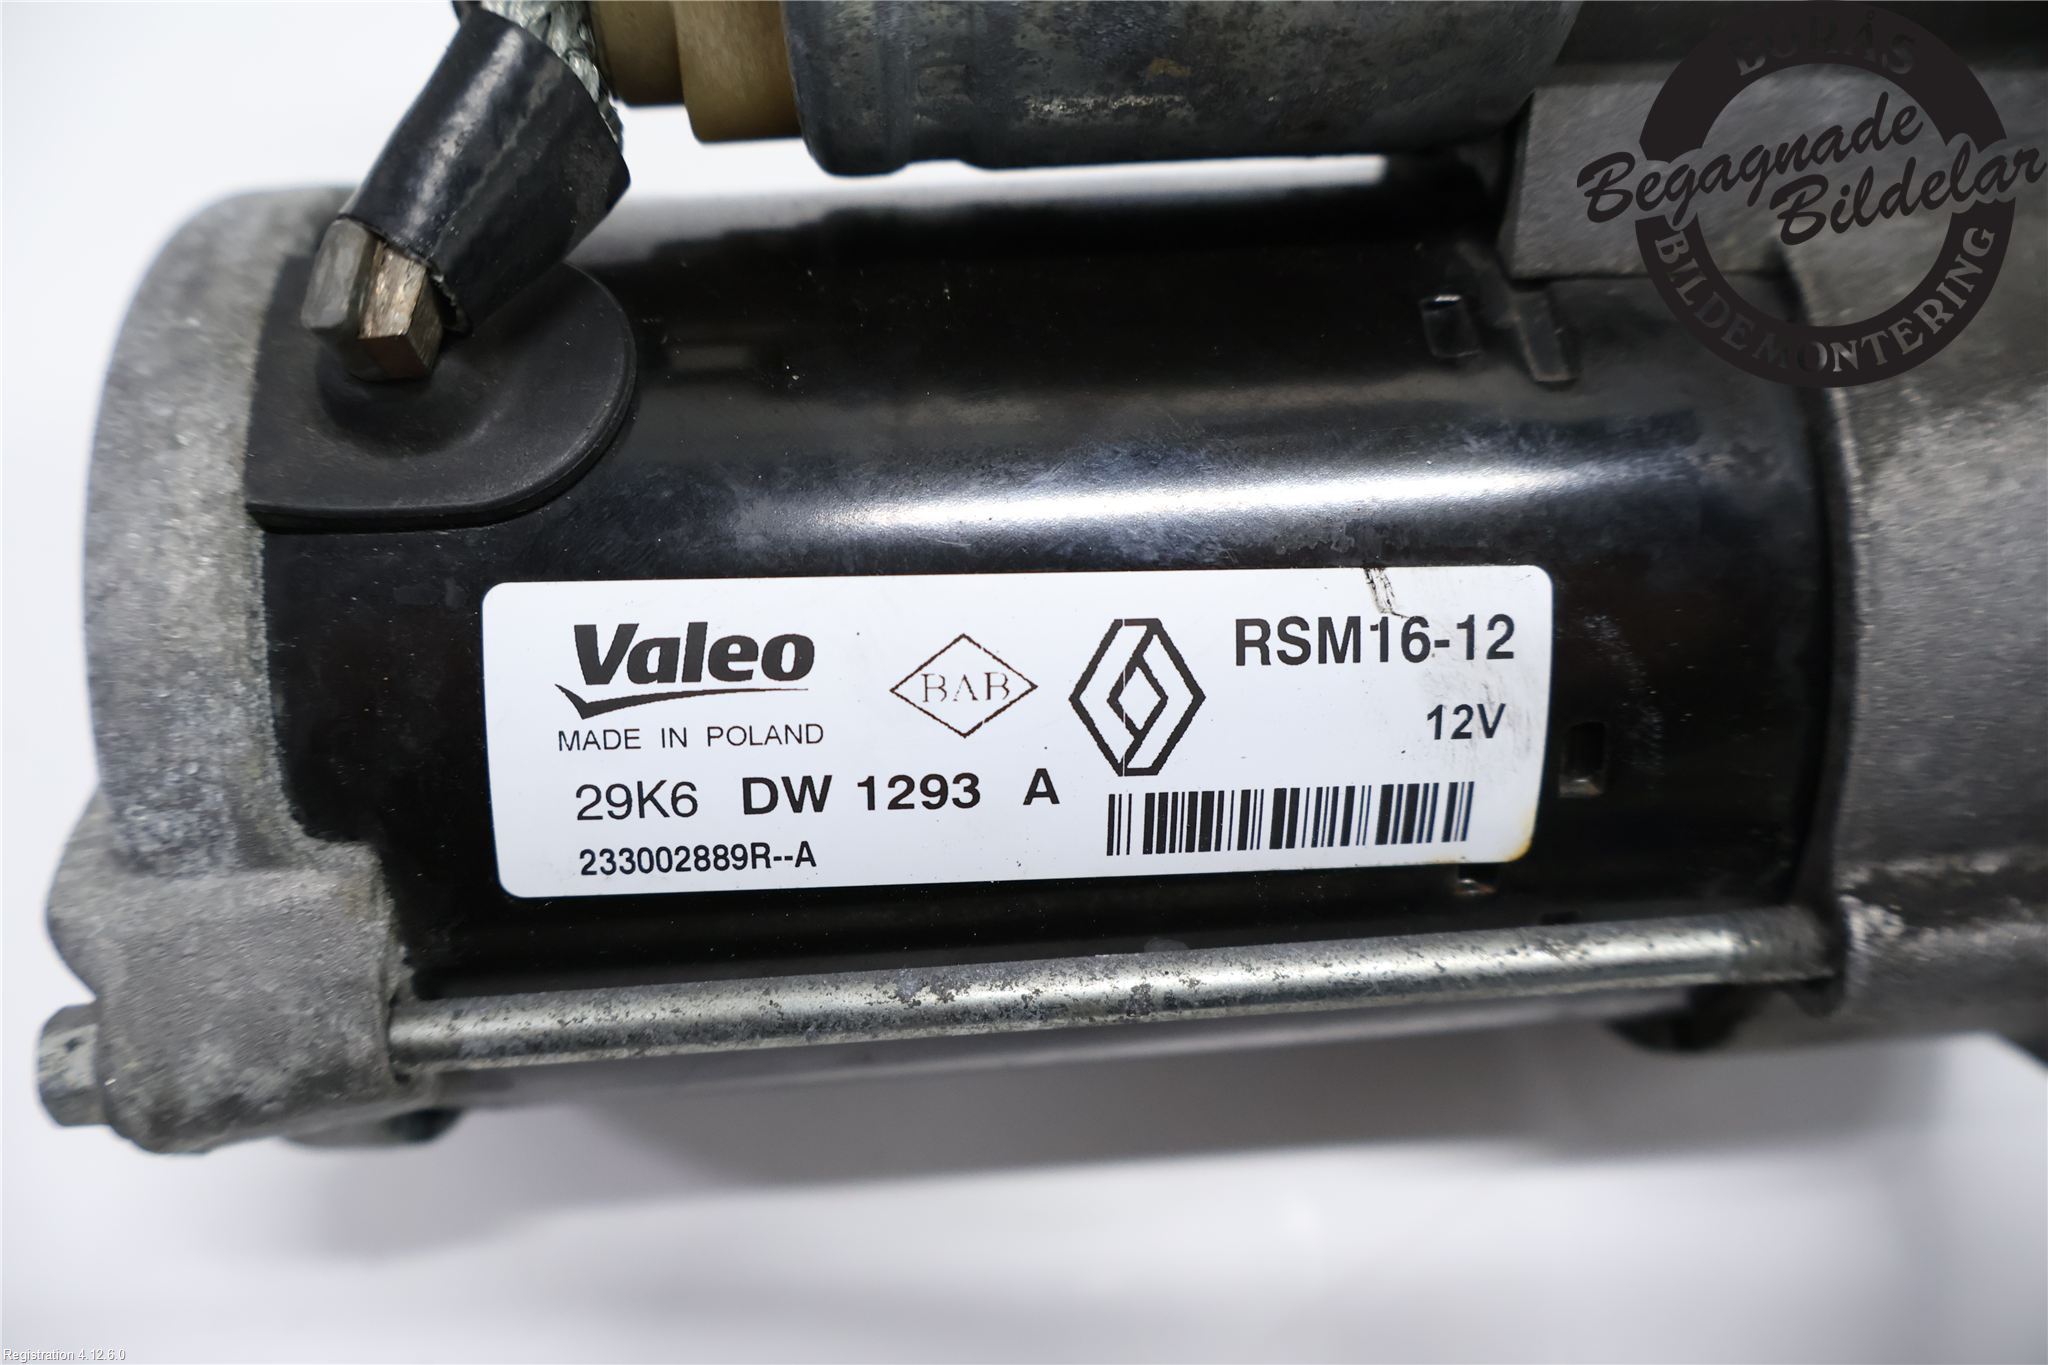 BORÅS
Begagnade
Bildelar
BILDEMONTERING
Valeo
MADE IN POLAND
BAB
RSM16-12
12V
29K6 DW 1293 A
233002889R--A
Registration 4.12.6.0